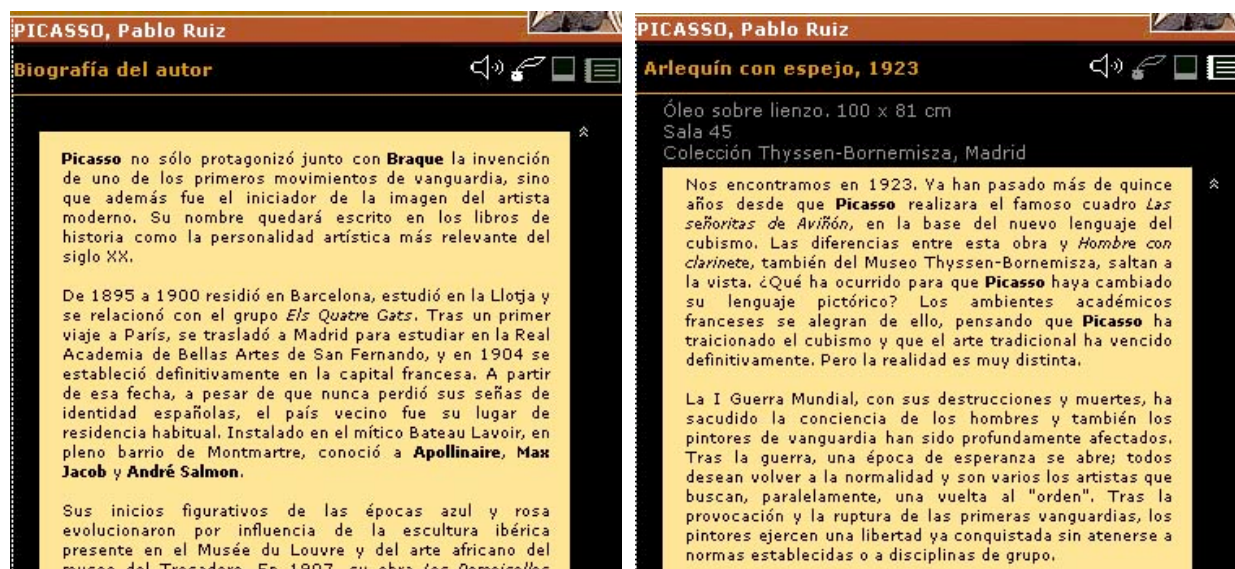 PICASSO, Pablo Ruiz
Biografía del autor
Picasso no sólo protagonizó junto con Braque la invención
de uno de los primeros movimientos de vanguardia, sino
que además fue el iniciador de la imagen del artista
moderno. Su nombre quedará escrito en los libros de
historia como la personalidad artística más relevante del
siglo XX.
De 1895 a 1900 residió en Barcelona, estudió en la Llotja y
se relacionó con el grupo Els Quatre Gats. Tras un primer
viaje a París, se trasladó a Madrid para estudiar en la Real
Academia de Bellas Artes de San Fernando, y en 1904 se
estableció definitivamente en la capital francesa. A partir
de esa fecha, a pesar de que nunca perdió sus señas de
identidad españolas, el país vecino fue su lugar de
residencia habitual. Instalado en el mítico Bateau Lavoir, en
pleno barrio de Montmartre, conoció a Apollinaire, Max
Jacob y André Salmon.
Sus inicios figurativos de las épocas azul y rosa
evolucionaron por influencia de la escultura ibérica
presente en el Musée du Louvre y del arte africano del
museo del Trocadero. En 1907, su obra Les Demoiselles
PICASSO, Pablo Ruiz
Arlequín con espejo, 1923
Óleo sobre lienzo. 100 x 81 cm
Sala 45
Colección Thyssen-Bornemisza, Madrid
Nos encontramos en 1923. Ya han pasado más de quince
años desde que Picasso realizara el famoso cuadro Las
señoritas de Aviñón, en la base del nuevo lenguaje del
cubismo. Las diferencias entre esta obra y Hombre con
clarinete, también del Museo Thyssen-Bornemisza, saltan a
la vista. ¿Qué ha ocurrido para que Picasso haya cambiado
su lenguaje pictórico? Los ambientes académicos
franceses se alegran de ello, pensando que Picasso ha
traicionado el cubismo y que el arte tradicional ha vencido
definitivamente. Pero la realidad es muy distinta.
La I Guerra Mundial, con sus destrucciones y muertes, ha
sacudido la conciencia de los hombres y también los
pintores de vanguardia han sido profundamente afectados.
Tras la guerra, una época de esperanza se abre; todos
desean volver a la normalidad y son varios los artistas que
buscan, paralelamente, una vuelta al "orden". Tras la
provocación y la ruptura de las primeras vanguardias, los
pintores ejercen una libertad ya conquistada sin atenerse a
normas establecidas o a disciplinas de grupo.